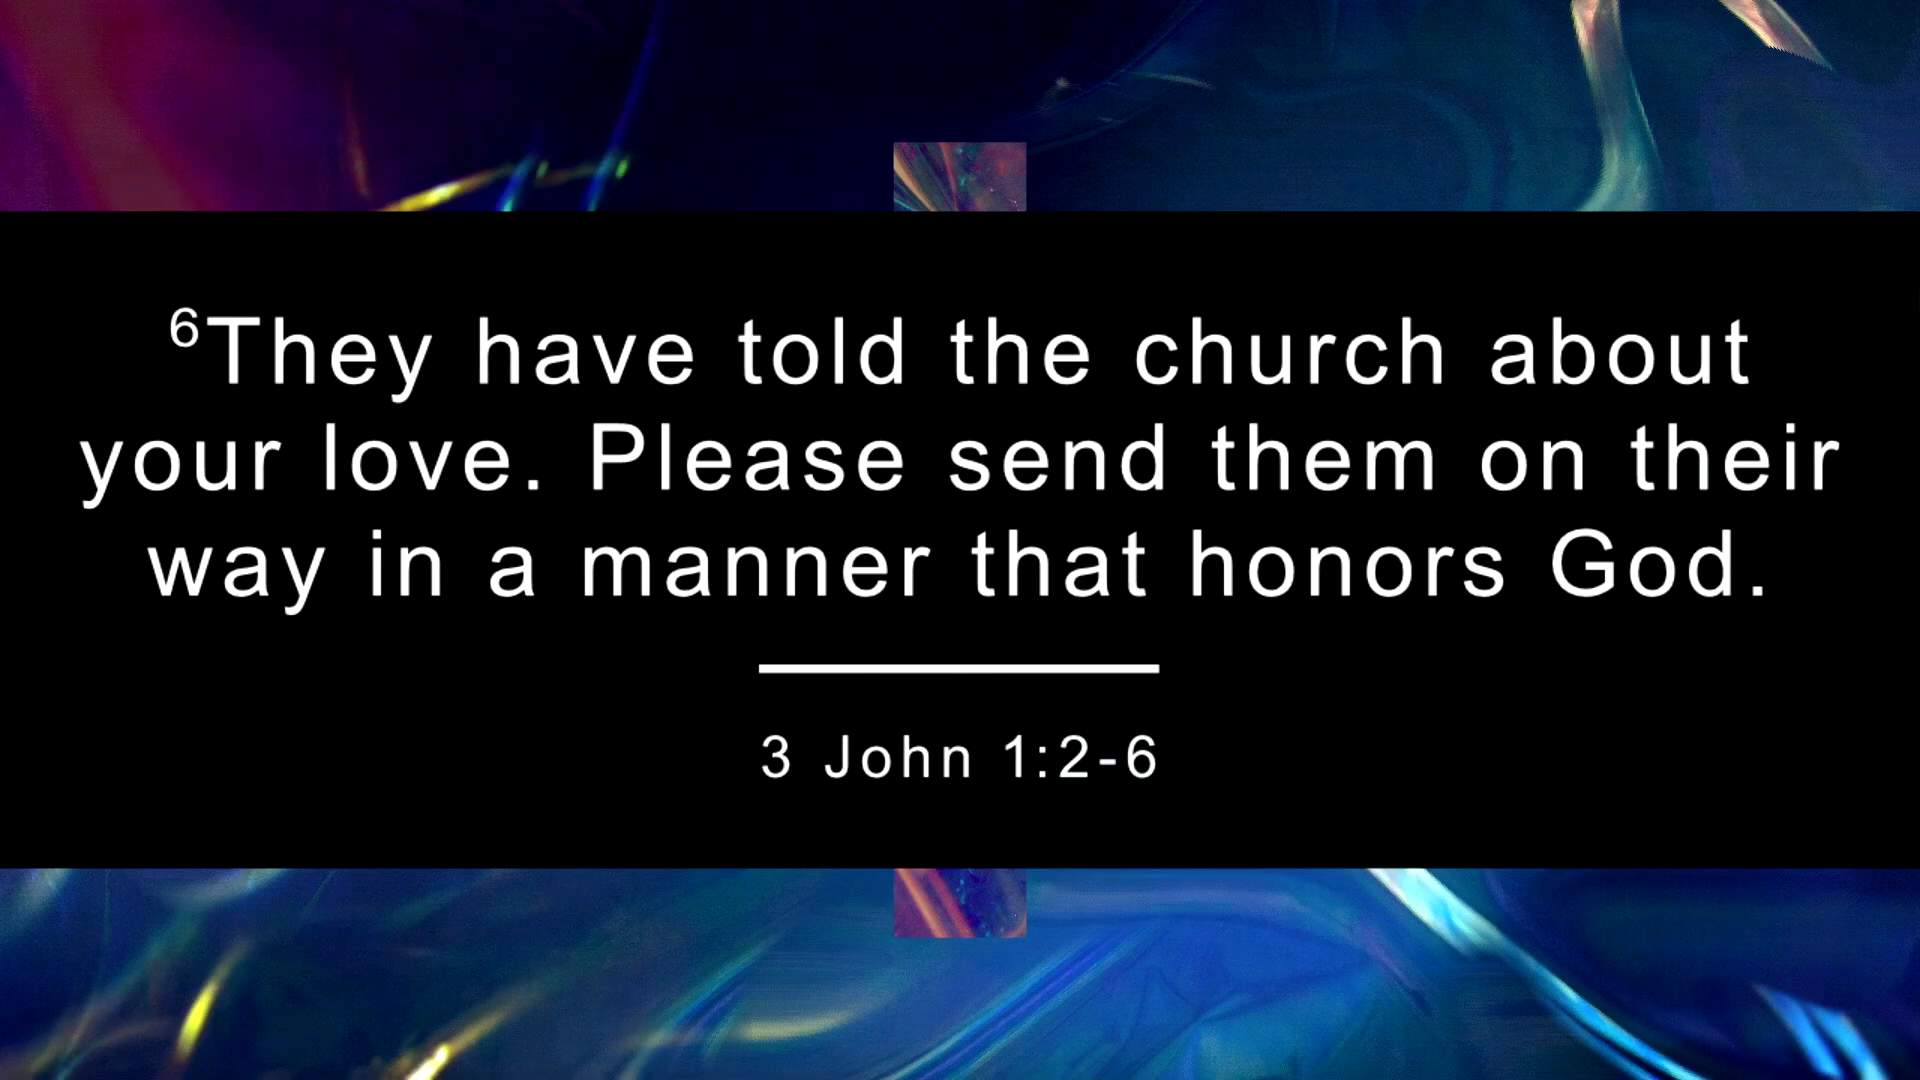 ⁶They have told the church about
your love. Please send them on their
way in a manner that honors God.
3 John 1:2-6